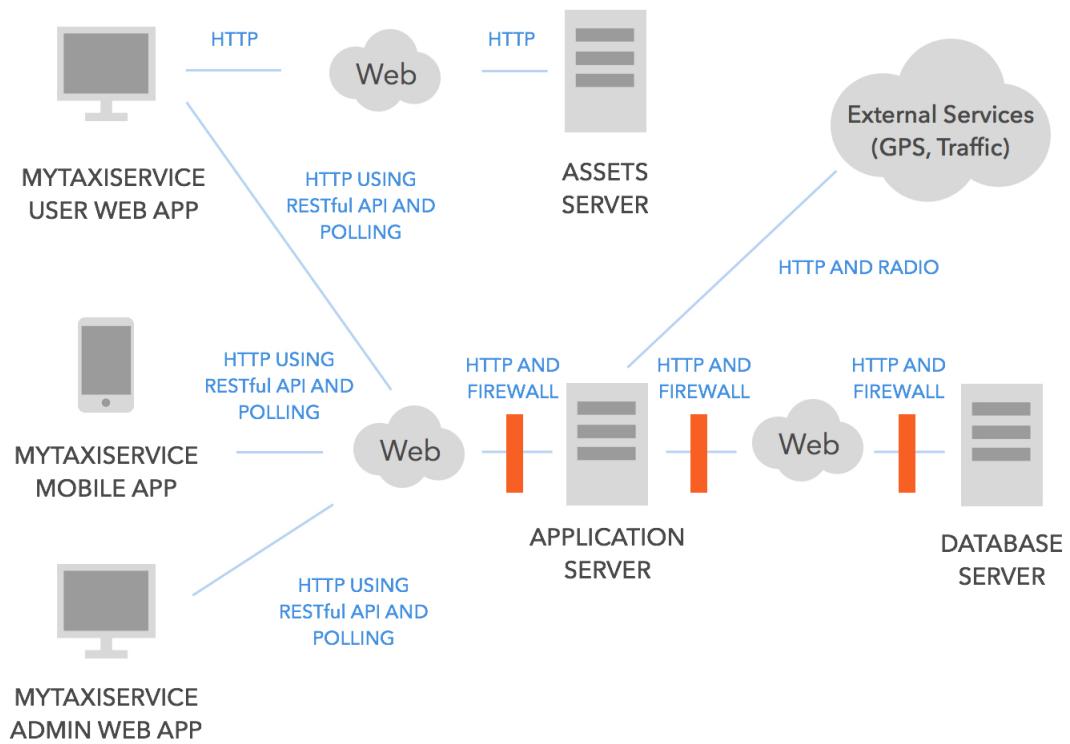 HTTP
HTTP
Web
External Services
(GPS, Traffic)
MYTAXISERVICE
USER WEB APP
HTTP USING
RESTful API AND
POLLING
ASSETS
SERVER
HTTP AND RADIO
HTTP USING
RESTful API AND
POLLING
HTTP AND
FIREWALL
HTTP AND
FIREWALL
HTTP AND
FIREWALL
MYTAXISERVICE
MOBILE APP
Web
Web
APPLICATION
SERVER
DATABASE
SERVER
HTTP USING
RESTful API AND
POLLING
MYTAXISERVICE
ADMIN WEB APP